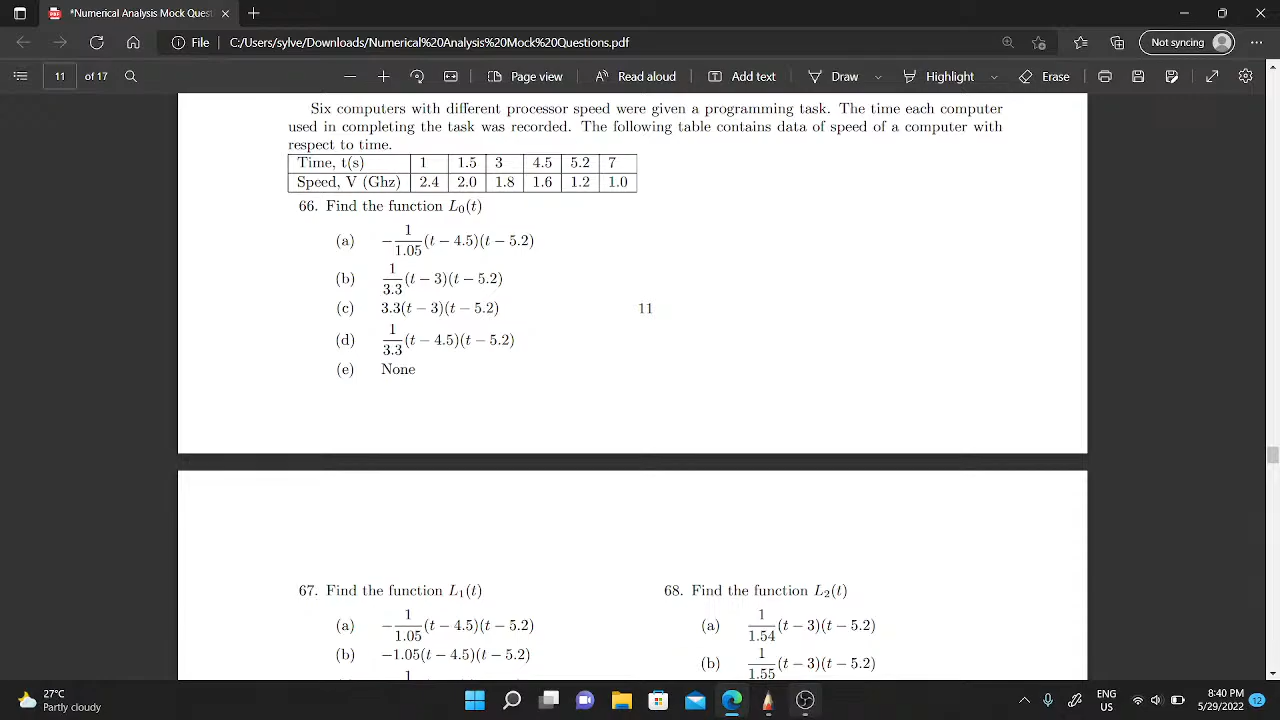 *Numerical Analysis Mock Quest
File C:/Users/sylve/Downloads/Numerical%20Analysis%20Mock%20Questions.pdf Not syncing
11 of 17 Page view Read aloud Add text Draw Highlight Erase
Six computers with different processor speed were given a programming task. The time each computer
used in completing the task was recorded. The following table contains data of speed of a computer with
respect to time.
Time, t(s) 1 1.5 3 4.5 5.2 7
Speed, V (Ghz) 2.4 2.0 1.8 1.6 1.2 1.0
66. Find the function L₀(t)
(a) −1/1.05 (t − 4.5)(t − 5.2)
(b) 1/3.3 (t − 3)(t − 5.2)
(c) 3.3(t − 3)(t − 5.2)
(d) 1/3.3 (t − 4.5)(t − 5.2)
(e) None
11
67. Find the function L₁(t)
(a) −1/1.05 (t − 4.5)(t − 5.2)
(b) −1.05(t − 4.5)(t − 5.2)
1
68. Find the function L₂(t)
(a) 1/1.54 (t − 3)(t − 5.2)
(b) 1/1.55 (t − 3)(t − 5.2)
27°C
Partly cloudy
ENG
US
8:40 PM
5/29/2022
12